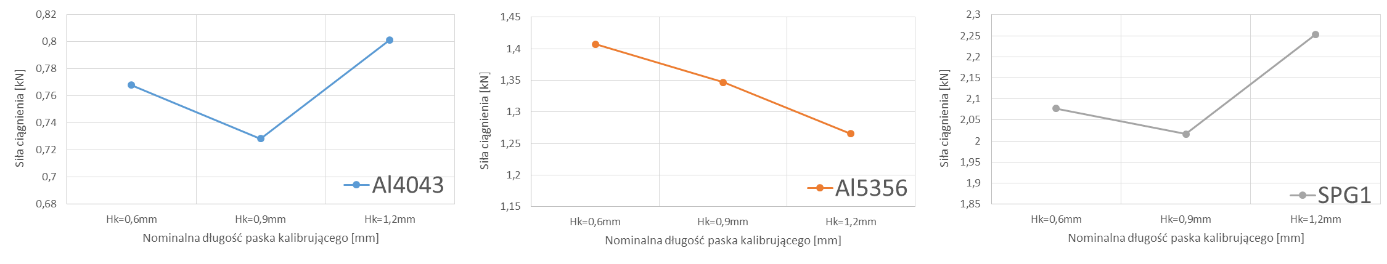 0,82
0,8
0,78
0,76
0,74
0,72
0,7
0,68
Siła ciągnienia [kN]
Hk=0,6mm Hk=0,9mm Hk=1,2mm
Nominalna długość paska kalibrującego [mm]
Al4043
1,45
1,4
1,35
1,3
1,25
1,2
1,15
Siła ciągnienia [kN]
Hk=0,6mm Hk=0,9mm Hk=1,2mm
Nominalna długość paska kalibrującego [mm]
Al5356
2,3
2,25
2,2
2,15
2,1
2,05
2
1,95
1,9
1,85
Siła ciągnienia [kN]
Hk=0,6mm Hk=0,9mm Hk=1,2mm
Nominalna długość paska kalibrującego [mm]
SPG1